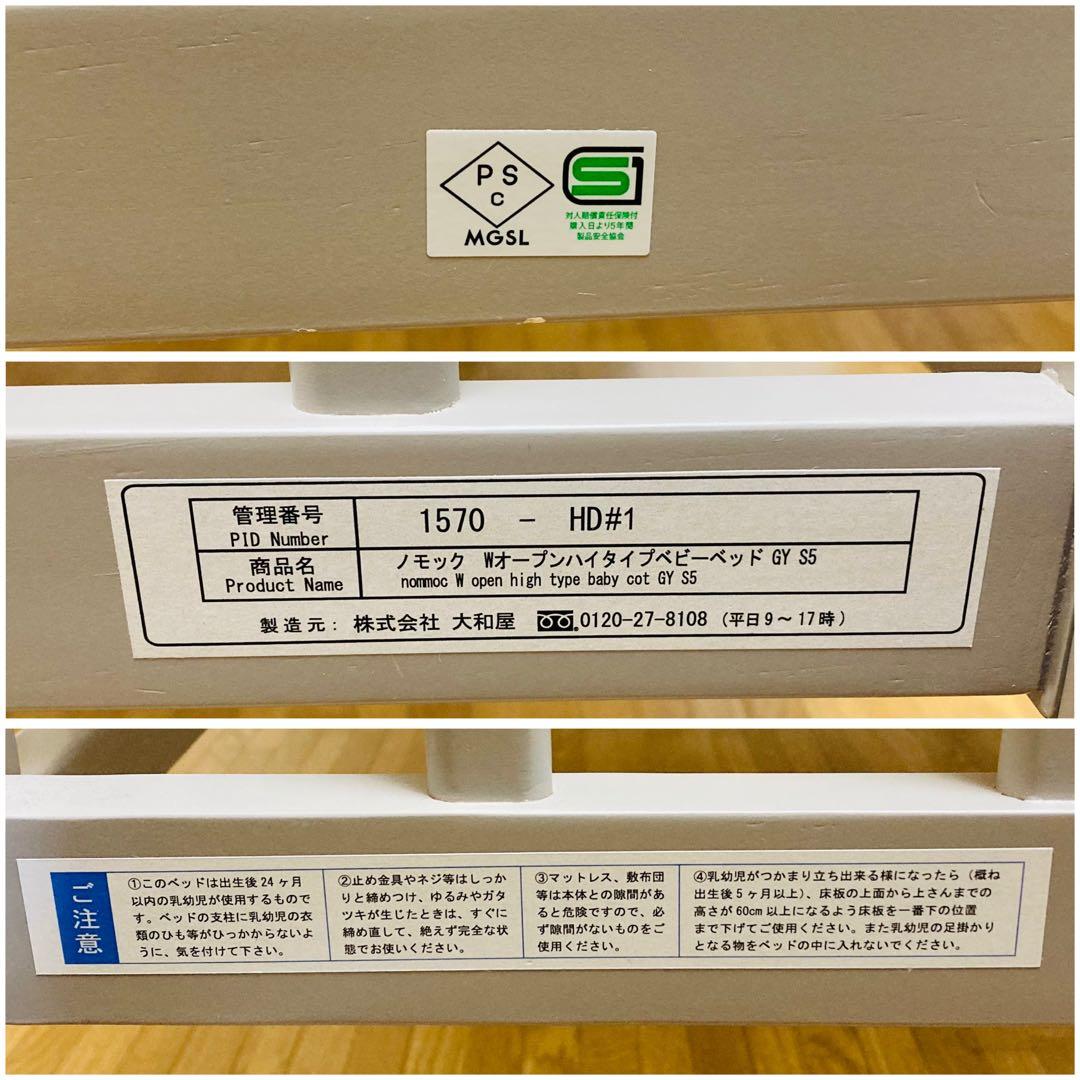 PS
C
MGSL
S1
対人賠償責任保険付
購入日より5年間
製品安全協会
管理番号 1570 - HD#1
PID Number
商品名 ノモック Wオープンハイタイプベビーベッド GY S5
Product Name nommoc W open high type baby cot GY S5
製造元: 株式会社 大和屋 0120-27-8108 (平日9~17時)
ご注意
①このベッドは出生後24ヶ月
以内の乳幼児が使用するもので
す。ベッドの支柱に乳幼児の衣
類のひも等がひっかからないよ
うに、気を付けて下さい。
②止め金具やネジ等はしっか
りと締めつけ、ゆるみやガタ
ツキが生じたときは、すぐに
締め直して、絶えず完全な状
態でお使いください。
③マットレス、敷布団
等は本体との隙間があ
ると危険ですので、必
ず隙間がないものをご
使用ください。
④乳幼児がつかまり立ち出来る様になったら(概ね
出生後5ヶ月以上)、床板の上面から上さんまでの
高さが60cm以上になるよう床板を一番下の位置
まで下げてご使用ください。また乳幼児の足掛かり
となる物をベッドの中に入れないでください。